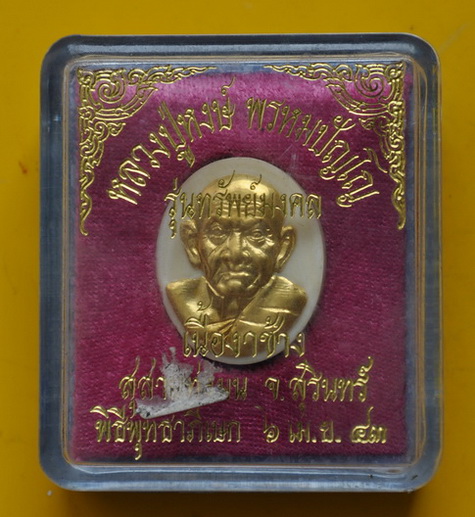 หลวงปู่หงษ์ พรหมปัญโญ
รุ่นทรัพย์มงคล
เนื้องาช้าง
จ.สุรินทร์
พิธีพุทธาภิเษก ๖ เม.ย. ๔๓